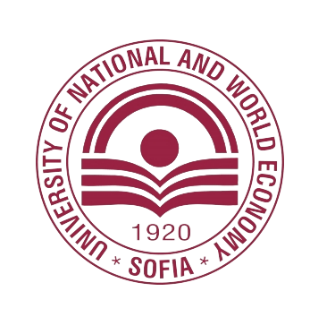 UNIVERSITY OF NATIONAL AND WORLD ECONOMY
1920
* SOFIA *